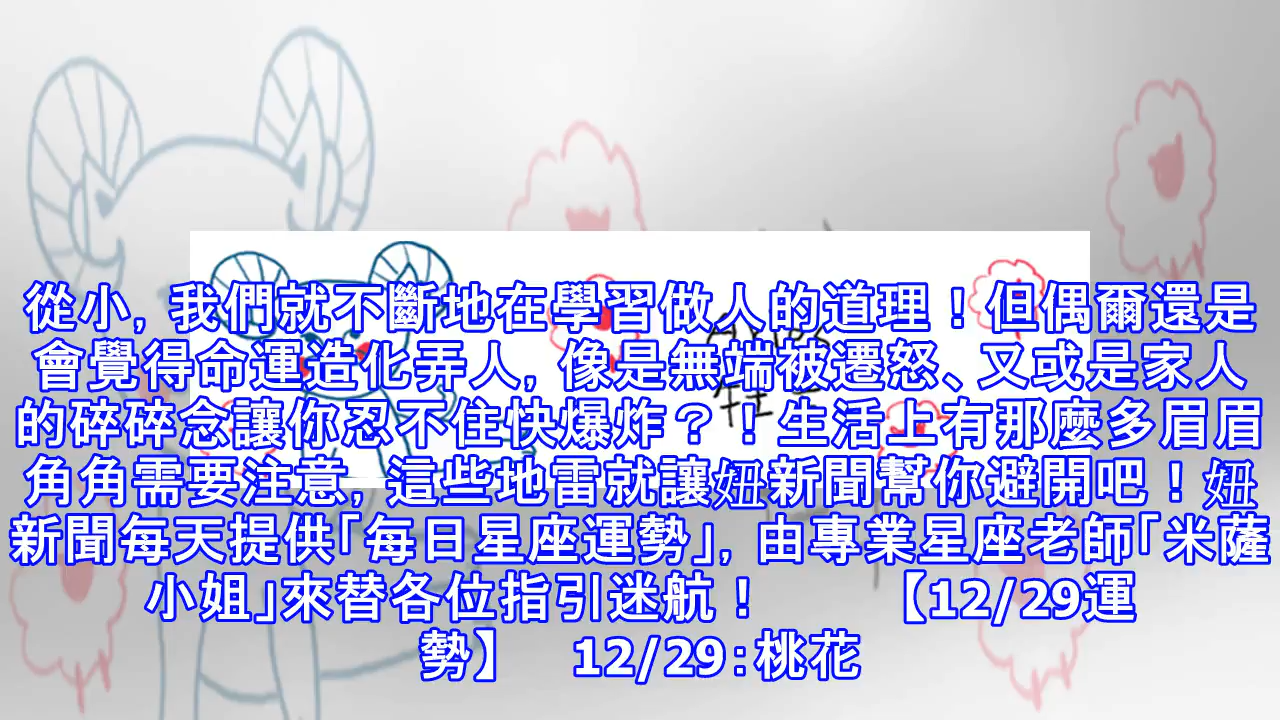 從小, 我們就不斷地在學習做人的道理！但偶爾還是
會覺得命運造化弄人, 像是無端被遷怒、又或是家人
的碎碎念讓你忍不住快爆炸？！生活上有那麼多眉眉
角角需要注意, 這些地雷就讓妞新聞幫你避開吧！妞
新聞每天提供「每日星座運勢」, 由專業星座老師「米薩
小姐」來替各位指引迷航！　　【12/29運
勢】　12/29：桃花